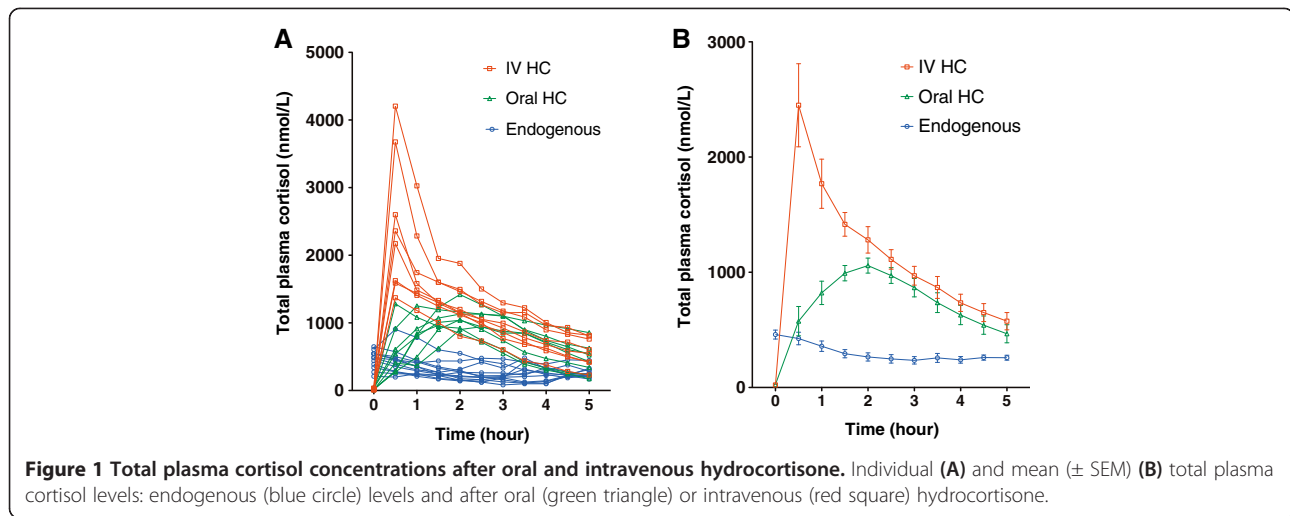 A
5000
4000
3000
2000
1000
0
Total plasma cortisol (nmol/L)
IV HC
Oral HC
Endogenous
0 1 2 3 4 5
Time (hour)
B
3000
2000
1000
0
Total plasma cortisol (nmol/L)
IV HC
Oral HC
Endogenous
0 1 2 3 4 5
Time (hour)
Figure 1 Total plasma cortisol concentrations after oral and intravenous hydrocortisone. Individual (A) and mean (± SEM) (B) total plasma
cortisol levels: endogenous (blue circle) levels and after oral (green triangle) or intravenous (red square) hydrocortisone.